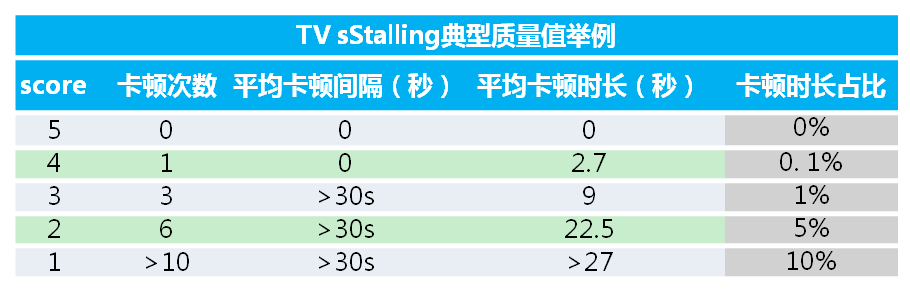 TV sStalling典型质量值举例
score 卡顿次数 平均卡顿间隔（秒） 平均卡顿时长（秒） 卡顿时长占比
5 0 0 0 0%
4 1 0 2.7 0. 1%
3 3 >30s 9 1%
2 6 >30s 22.5 5%
1 >10 >30s >27 10%